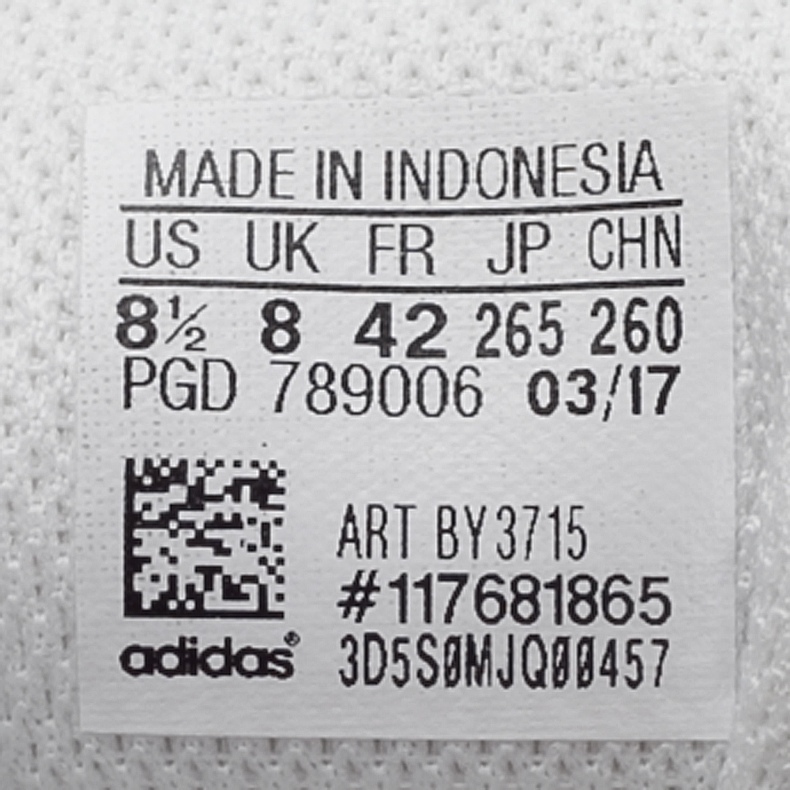 MADE IN INDONESIA
US UK FR JP CHN
8½ 8 42 265 260
PGD 789006 03/17
ART BY3715
#117681865
adidas® 3D5S0MJQ00457